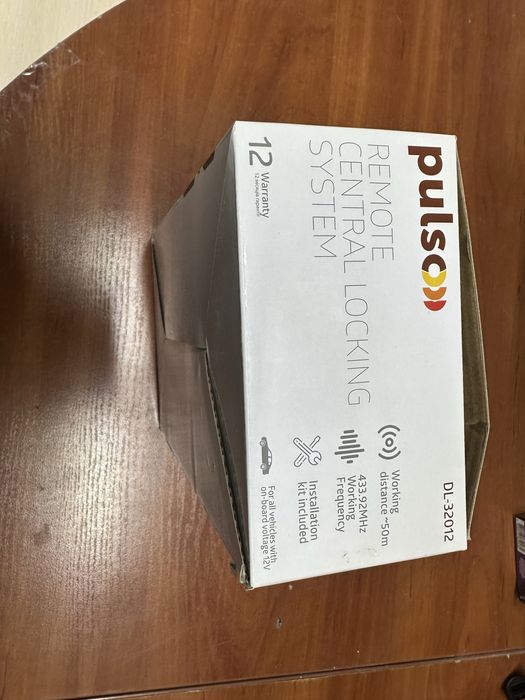 pulso
DL-32012
REMOTE
CENTRAL LOCKING
SYSTEM
Working
distance ~50m
433.92MHz
Working
Frequency
12 Warranty
Installation
kit included
For all vehicles with
on-board voltage 12V